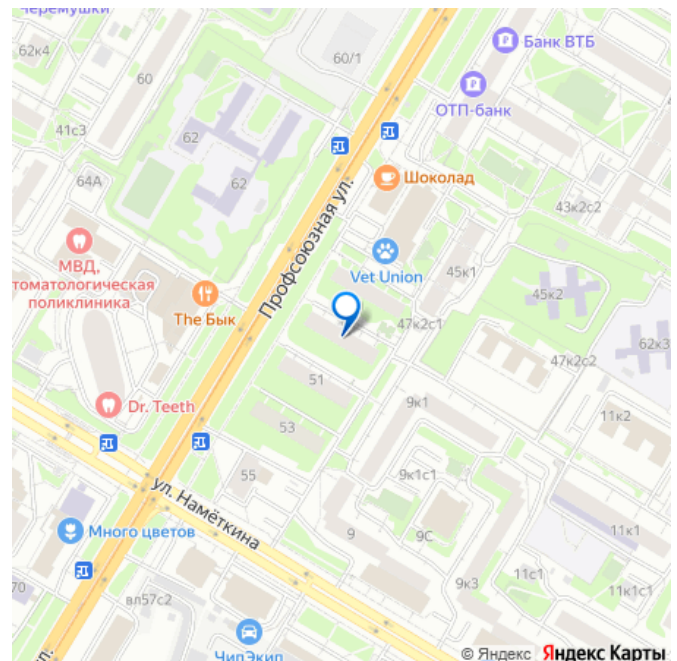 Черемушки
62к4
60/1
Банк ВТБ
60
ОТП-банк
41с3
62
62
64А
Шоколад
43к2с2
Профсоюзная ул.
МВД,
томатологическая
поликлиника
Vet Union
45к1
45к2
The Бык
47к2с1
62к3
47к2с2
51
9к1
Dr. Teeth
11к2
53
9к1с1
55
ул. Намёткина
Много цветов
9
9С
11к1
70
9к3
11с1
11к1с1
вл57с2
ул.
ЧипЭкип
© Яндекс Яндекс Карты